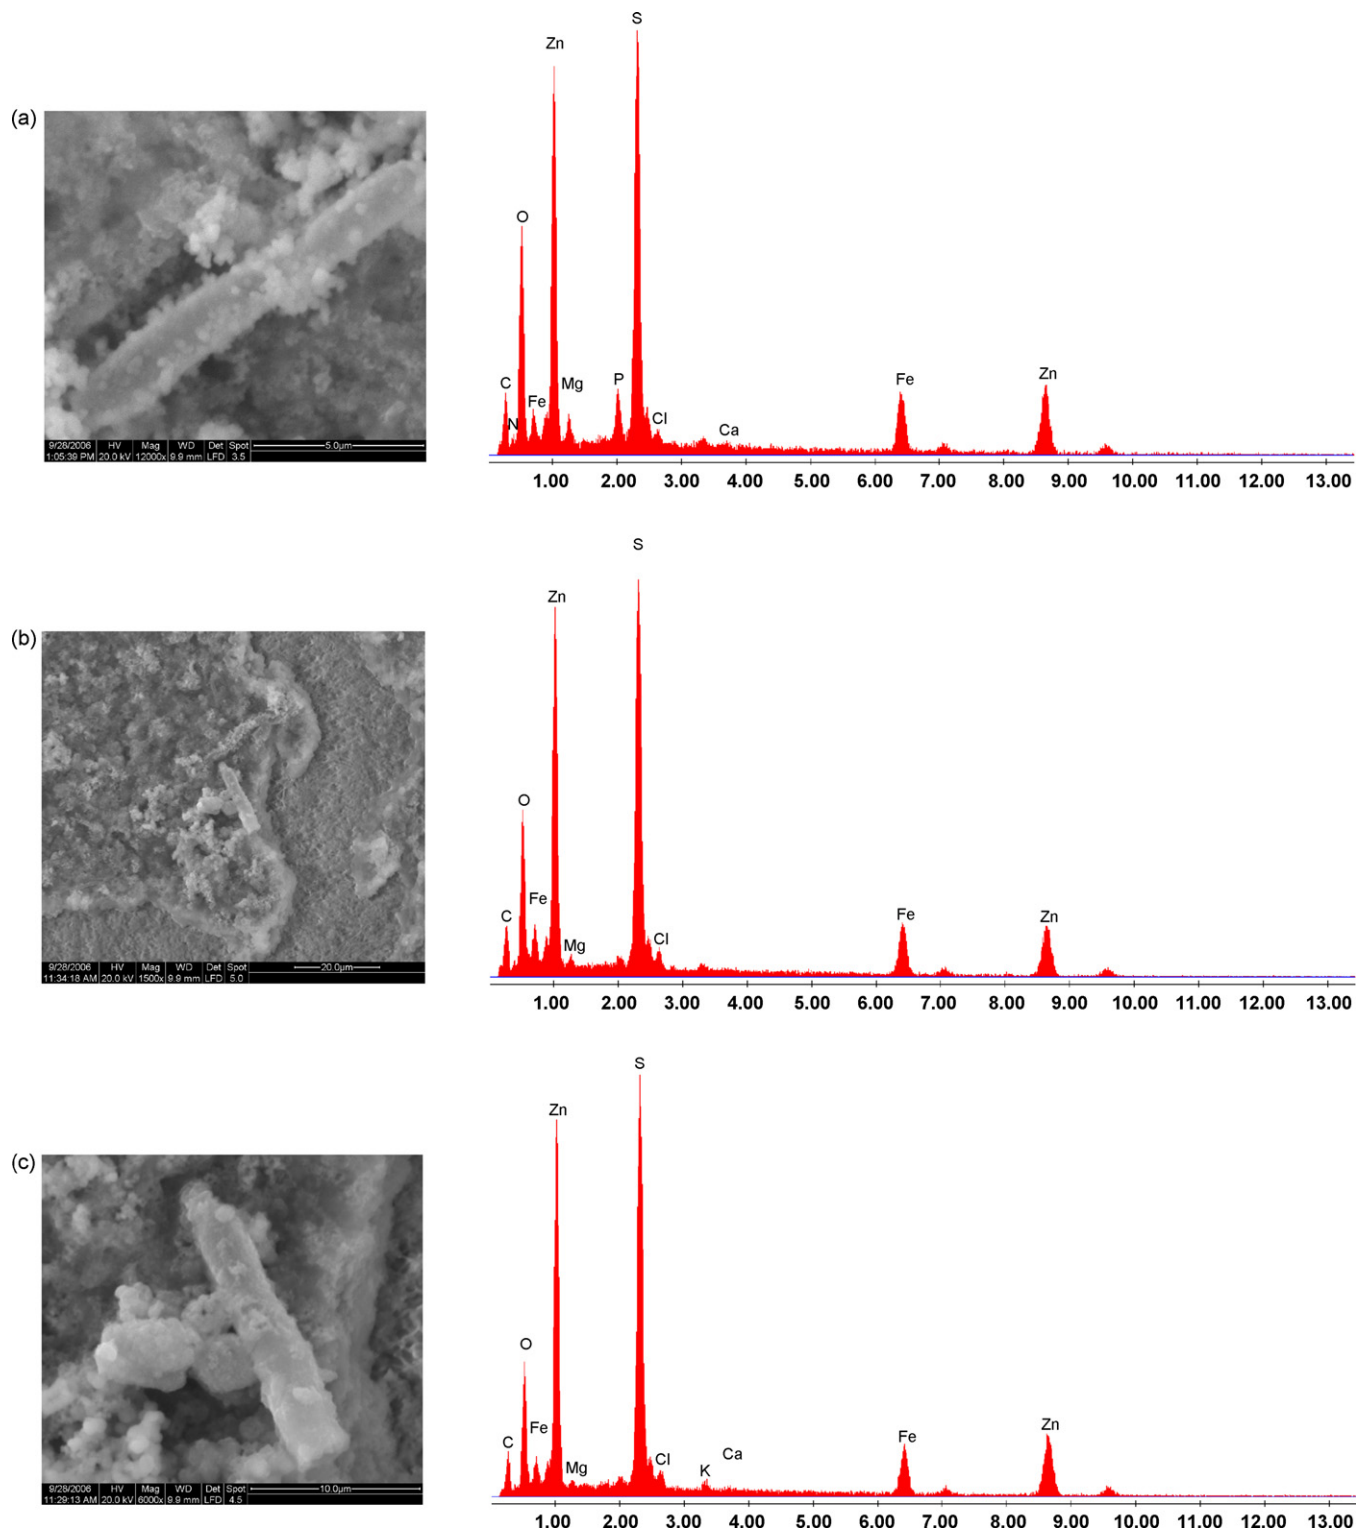 (a)
9/28/2006 HV Mag WD Det Spot 5.0µm
1:05:39 PM 20.0 kV 12000x 9.9 mm LFD 3.5
S
Zn
O
C
N
Fe
Mg
P
Cl
Ca
Fe
Zn
1.00 2.00 3.00 4.00 5.00 6.00 7.00 8.00 9.00 10.00 11.00 12.00 13.00
(b)
9/28/2006 HV Mag WD Det Spot 20.0µm
11:34:18 AM 20.0 kV 1500x 9.9 mm LFD 5.0
S
Zn
O
C
Fe
Mg
Cl
Fe
Zn
1.00 2.00 3.00 4.00 5.00 6.00 7.00 8.00 9.00 10.00 11.00 12.00 13.00
(c)
9/28/2006 HV Mag WD Det Spot 10.0µm
11:29:13 AM 20.0 kV 6000x 9.9 mm LFD 4.5
S
Zn
O
C
Fe
Mg
Cl
K
Ca
Fe
Zn
1.00 2.00 3.00 4.00 5.00 6.00 7.00 8.00 9.00 10.00 11.00 12.00 13.00